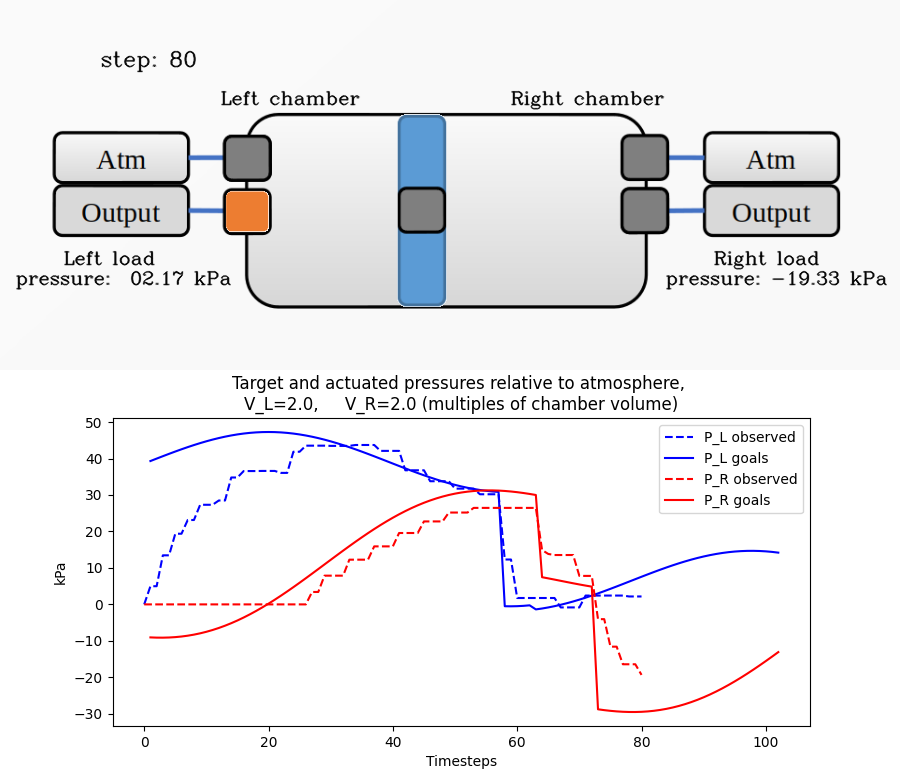 step: 80
Left chamber
Right chamber
Atm
Atm
Output
Output
Left load
pressure:  02.17 kPa
Right load
pressure: −19.33 kPa
Target and actuated pressures relative to atmosphere,
V_L=2.0,     V_R=2.0 (multiples of chamber volume)
50
40
30
20
10
0
−10
−20
−30
kPa
P_L observed
P_L goals
P_R observed
P_R goals
0 20 40 60 80 100
Timesteps